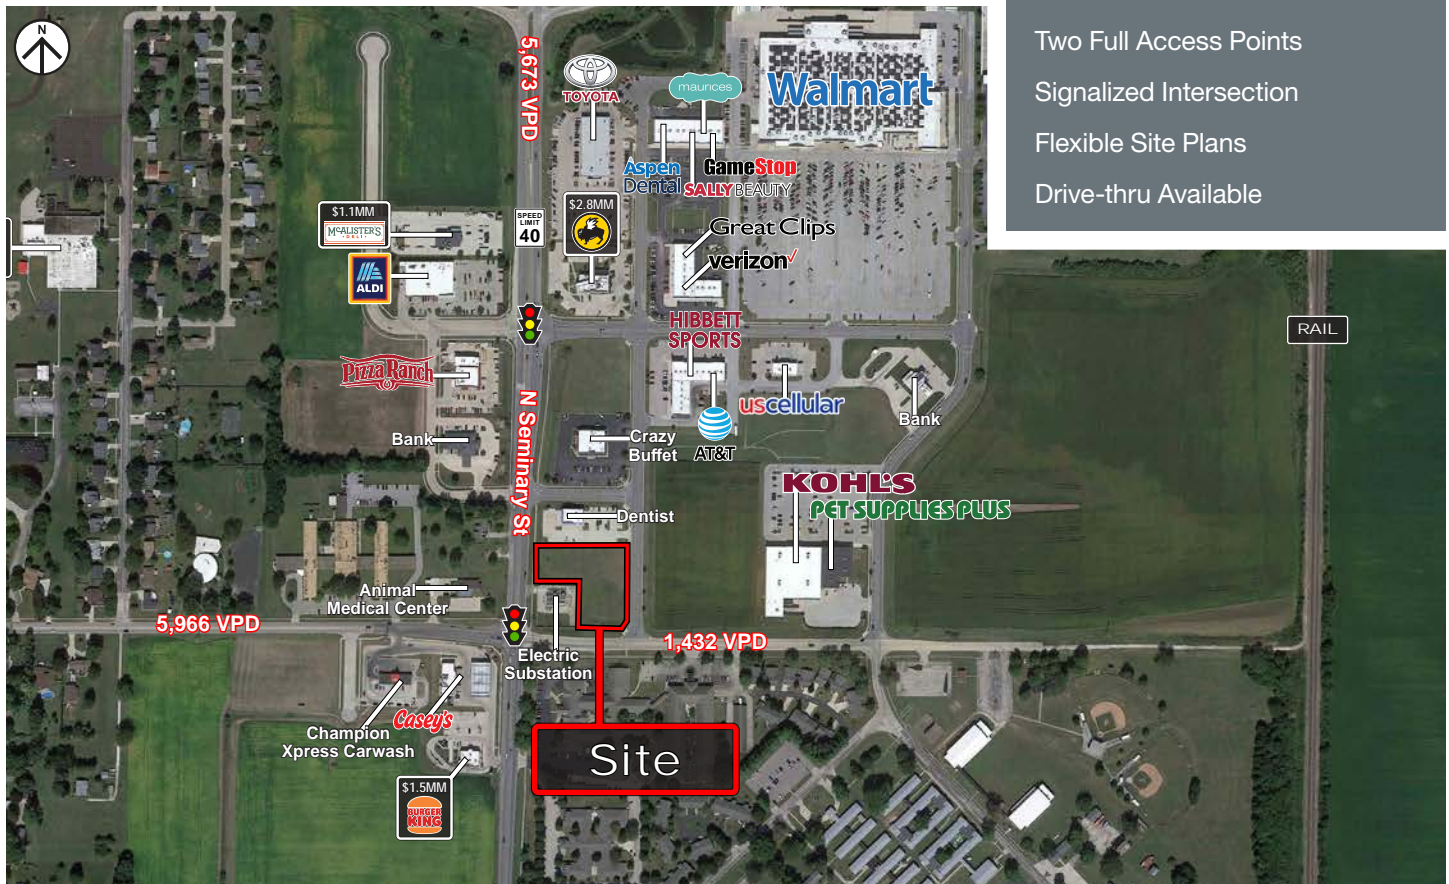 N
Two Full Access Points
Signalized Intersection
Flexible Site Plans
Drive-thru Available
5,673 VPD
TOYOTA
maurices
Walmart
Aspen
Dental
GameStop
SALLY BEAUTY
$1.1MM
McALISTER'S
DELI
SPEED
LIMIT
40
$2.8MM
Great Clips
verizon✓
ALDI
HIBBETT
SPORTS
RAIL
Pizza Ranch
uscellular
N Seminary St
Bank
Bank
Crazy
Buffet
AT&T
KOHL'S
PET SUPPLIES PLUS
Dentist
Animal
Medical Center
5,966 VPD
1,432 VPD
Electric
Substation
Casey's
Champion
Xpress Carwash
Site
$1.5MM
BURGER
KING